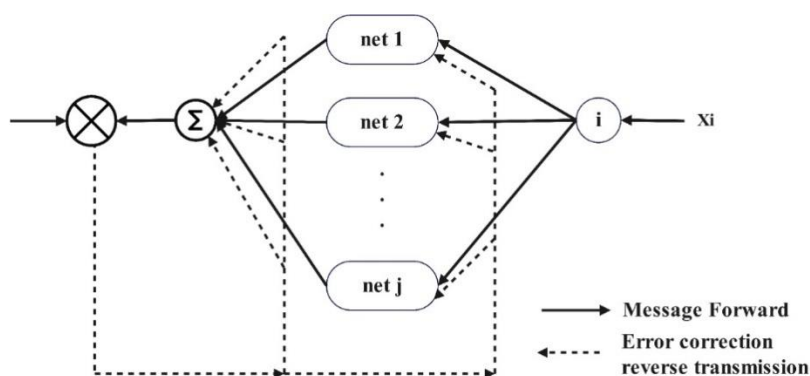 net 1
net 2
Σ
i
Xi
net j
Message Forward
Error correction
reverse transmission